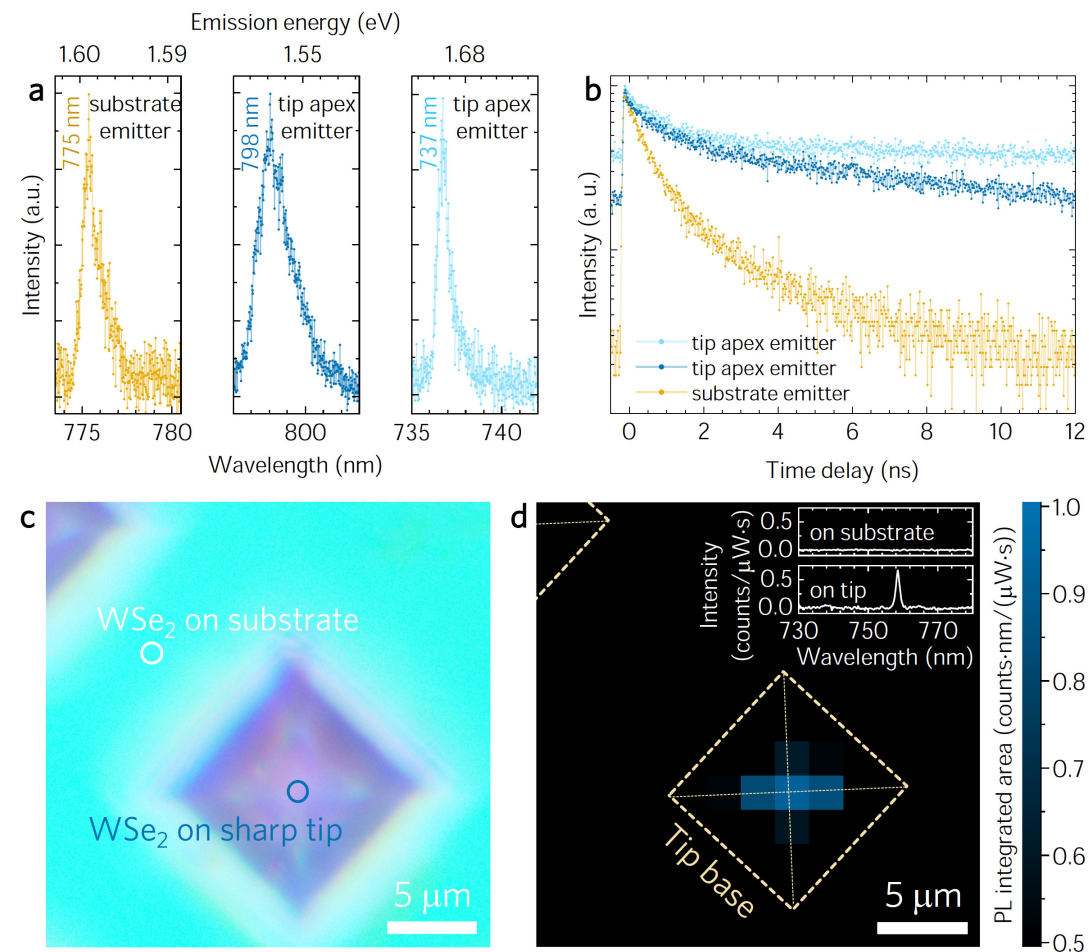 Emission energy (eV)
1.60
1.59
1.55
1.68
a
substrate
emitter
775 nm
tip apex
emitter
798 nm
tip apex
emitter
737 nm
Intensity (a.u.)
775
780
800
735
740
Wavelength (nm)
b
Intensity (a. u.)
tip apex emitter
tip apex emitter
substrate emitter
0
2
4
6
8
10
12
Time delay (ns)
c
WSe₂ on substrate
WSe₂ on sharp tip
5 μm
d
Intensity
(counts/μW·s))
0.5
0.0
on substrate
0.5
0.0
on tip
730
750
770
Wavelength (nm)
Tip base
5 μm
PL integrated area (counts·nm/(μW·s))
1.0
0.9
0.8
0.7
0.6
0.5